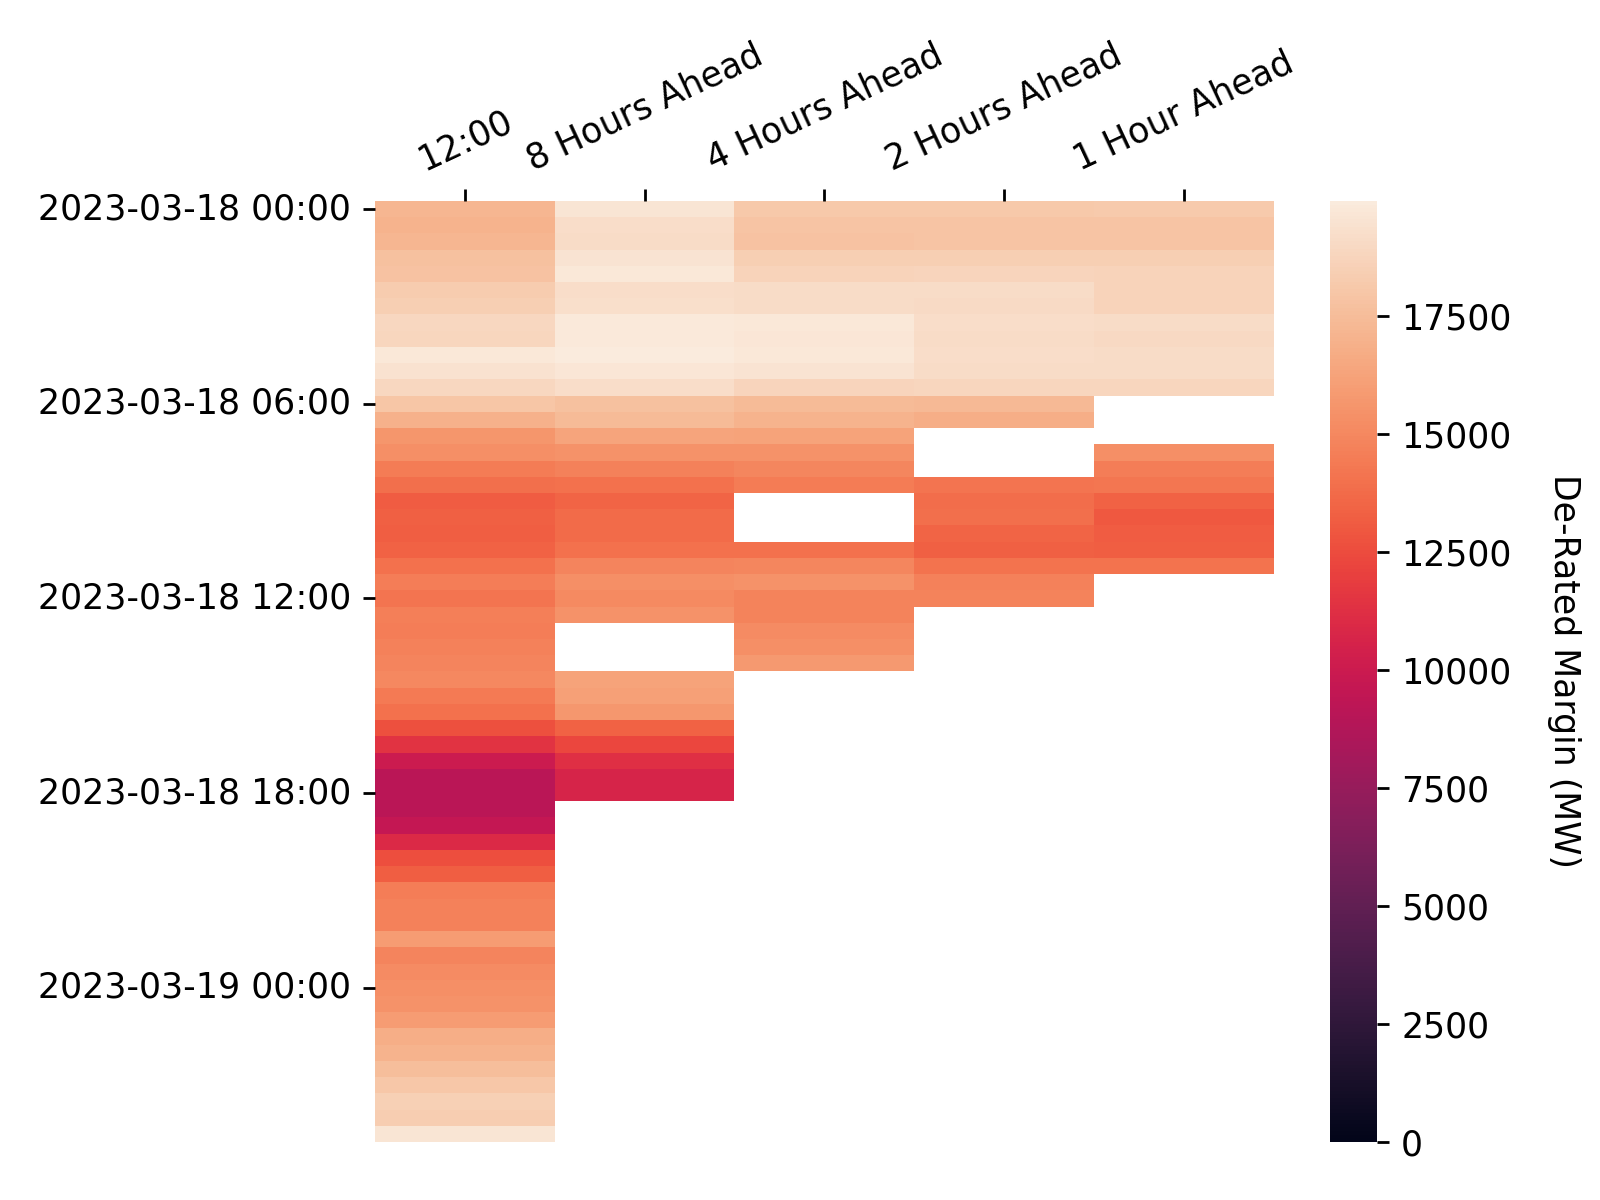 12:00
8 Hours Ahead
4 Hours Ahead
2 Hours Ahead
1 Hour Ahead
2023-03-18 00:00
2023-03-18 06:00
2023-03-18 12:00
2023-03-18 18:00
2023-03-19 00:00
17500
15000
12500
10000
7500
5000
2500
0
De-Rated Margin (MW)